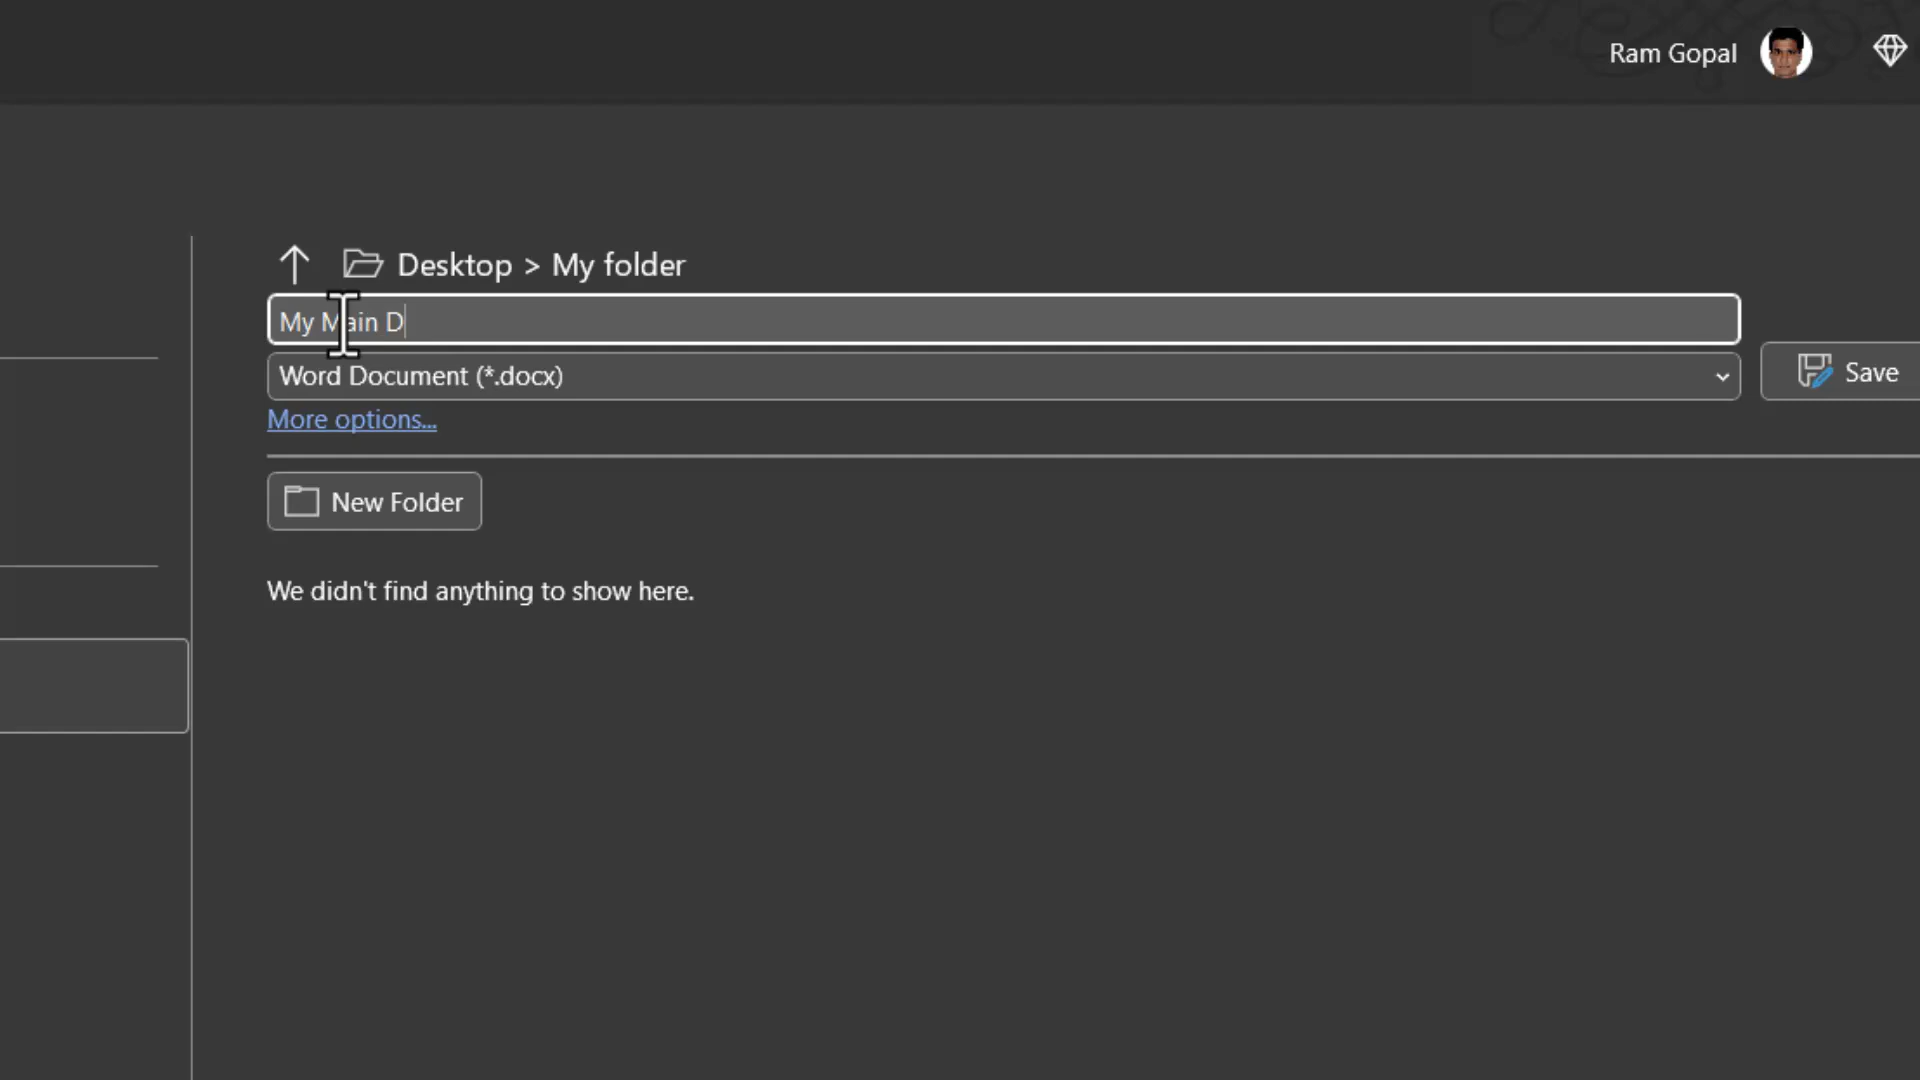 Ram Gopal
Desktop > My folder
My Main D
Word Document (*.docx)
Save
More options...
New Folder
We didn't find anything to show here.